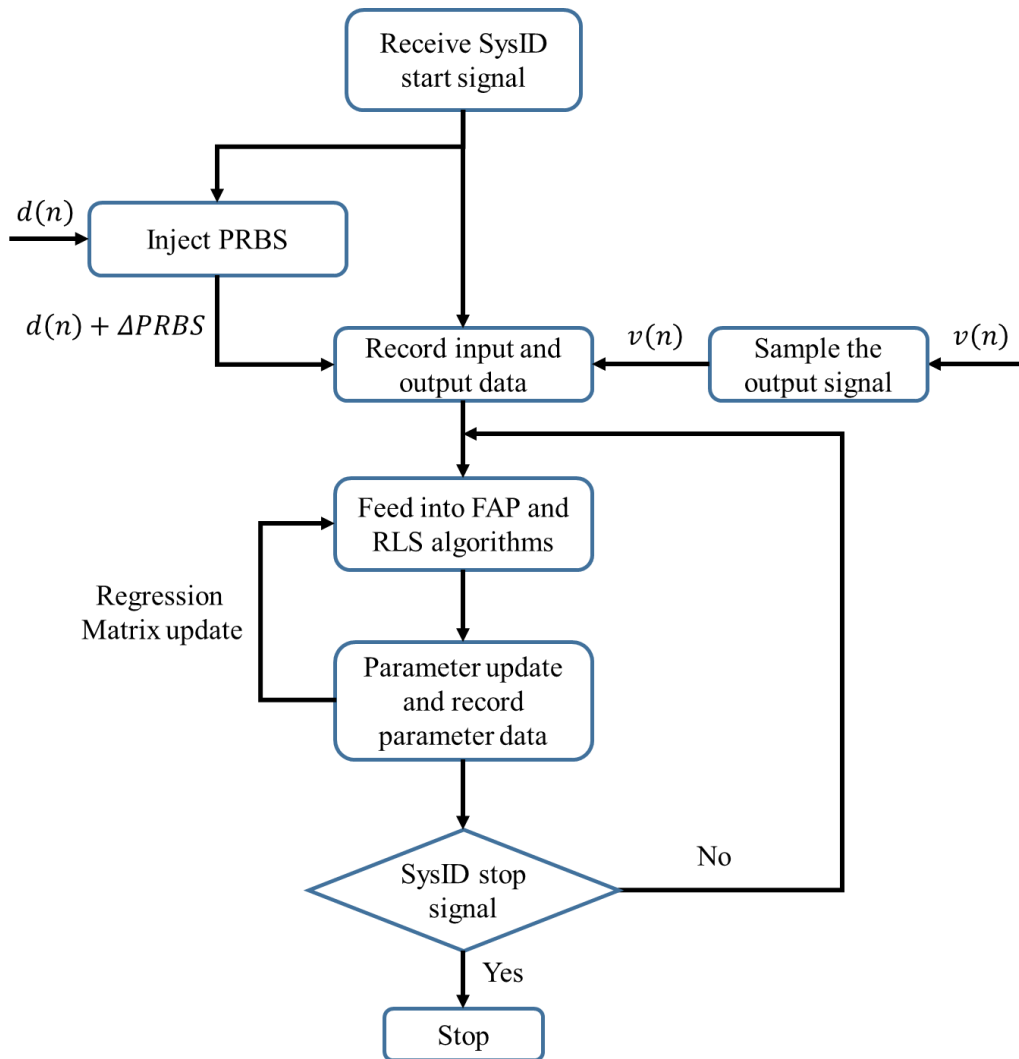 Receive SysID
start signal
d(n)
Inject PRBS
d(n) + ΔPRBS
Record input and
output data
v(n)
Sample the
output signal
v(n)
Feed into FAP and
RLS algorithms
Regression
Matrix update
Parameter update
and record
parameter data
SysID stop
signal
No
Yes
Stop